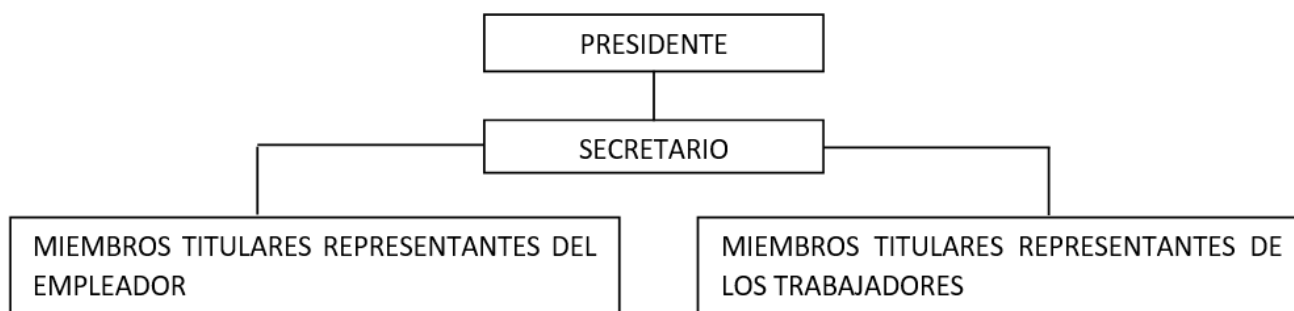 PRESIDENTE
SECRETARIO
MIEMBROS TITULARES REPRESENTANTES DEL
EMPLEADOR
MIEMBROS TITULARES REPRESENTANTES DE
LOS TRABAJADORES